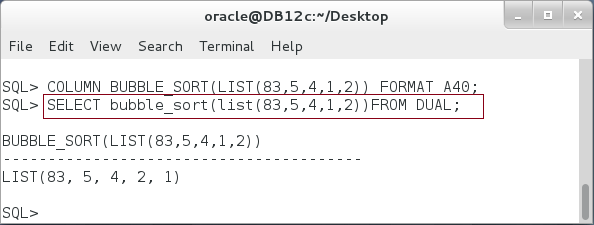 oracle@DB12c:~/Desktop
File Edit View Search Terminal Help
SQL> COLUMN BUBBLE_SORT(LIST(83,5,4,1,2)) FORMAT A40;
SQL> SELECT bubble_sort(list(83,5,4,1,2))FROM DUAL;
BUBBLE_SORT(LIST(83,5,4,1,2))
----------------------------------------
LIST(83, 5, 4, 2, 1)
SQL>